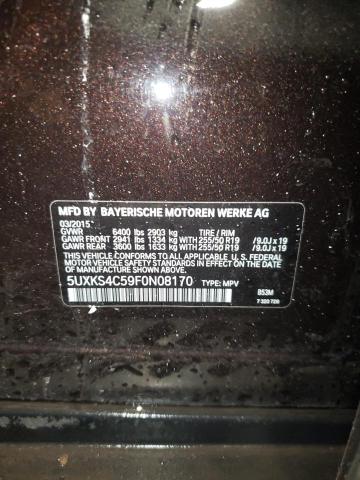 MFD BY BAYERISCHE MOTOREN WERKE AG
03/2015
GVWR 6400 lbs 2903 kg TIRE / RIM
GAWR FRONT 2941 lbs 1334 kg WITH 255/50 R19 /9.0J x 19
GAWR REAR 3600 lbs 1633 kg WITH 255/50 R19 /9.0J x 19
THIS VEHICLE CONFORMS TO ALL APPLICABLE U.S. FEDERAL
MOTOR VEHICLE SAFETY STANDARDS IN EFFECT ON
THE DATE OF MANUFACTURE SHOWN ABOVE.
5UXKS4C59F0N08170 TYPE: MPV
B53M
7 320 720